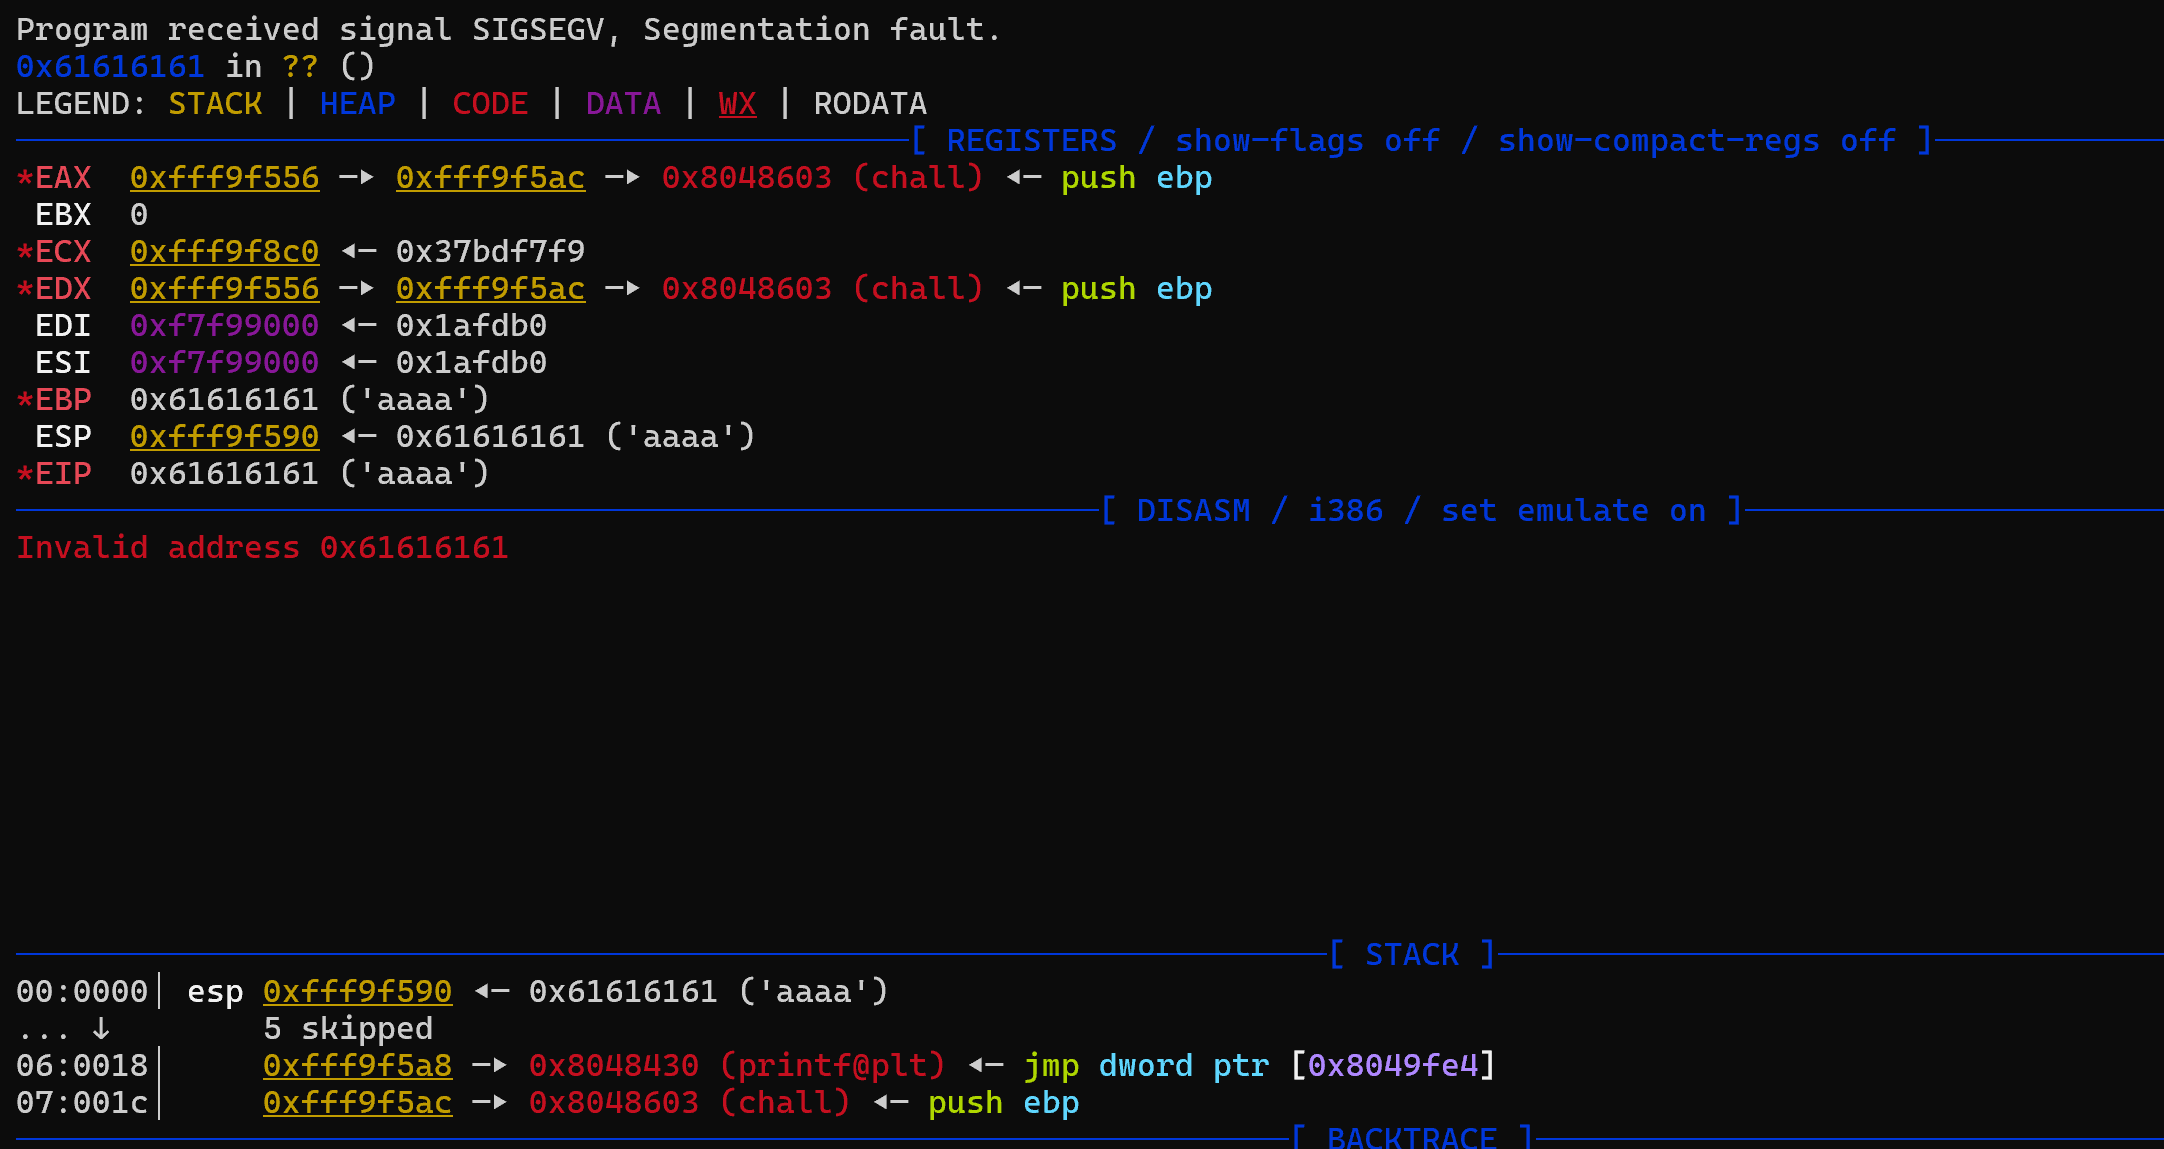 Program received signal SIGSEGV, Segmentation fault.
0x61616161 in ?? ()
LEGEND: STACK | HEAP | CODE | DATA | WX | RODATA
[ REGISTERS / show-flags off / show-compact-regs off ]
*EAX  0xfff9f556 —▸ 0xfff9f5ac —▸ 0x8048603 (chall) ◂— push ebp
 EBX  0
*ECX  0xfff9f8c0 ◂— 0x37bdf7f9
*EDX  0xfff9f556 —▸ 0xfff9f5ac —▸ 0x8048603 (chall) ◂— push ebp
 EDI  0xf7f99000 ◂— 0x1afdb0
 ESI  0xf7f99000 ◂— 0x1afdb0
*EBP  0x61616161 ('aaaa')
 ESP  0xfff9f590 ◂— 0x61616161 ('aaaa')
*EIP  0x61616161 ('aaaa')
[ DISASM / i386 / set emulate on ]
Invalid address 0x61616161
[ STACK ]
00:0000│ esp 0xfff9f590 ◂— 0x61616161 ('aaaa')
... ↓        5 skipped
06:0018│     0xfff9f5a8 —▸ 0x8048430 (printf@plt) ◂— jmp dword ptr [0x8049fe4]
07:001c│     0xfff9f5ac —▸ 0x8048603 (chall) ◂— push ebp
[ BACKTRACE ]